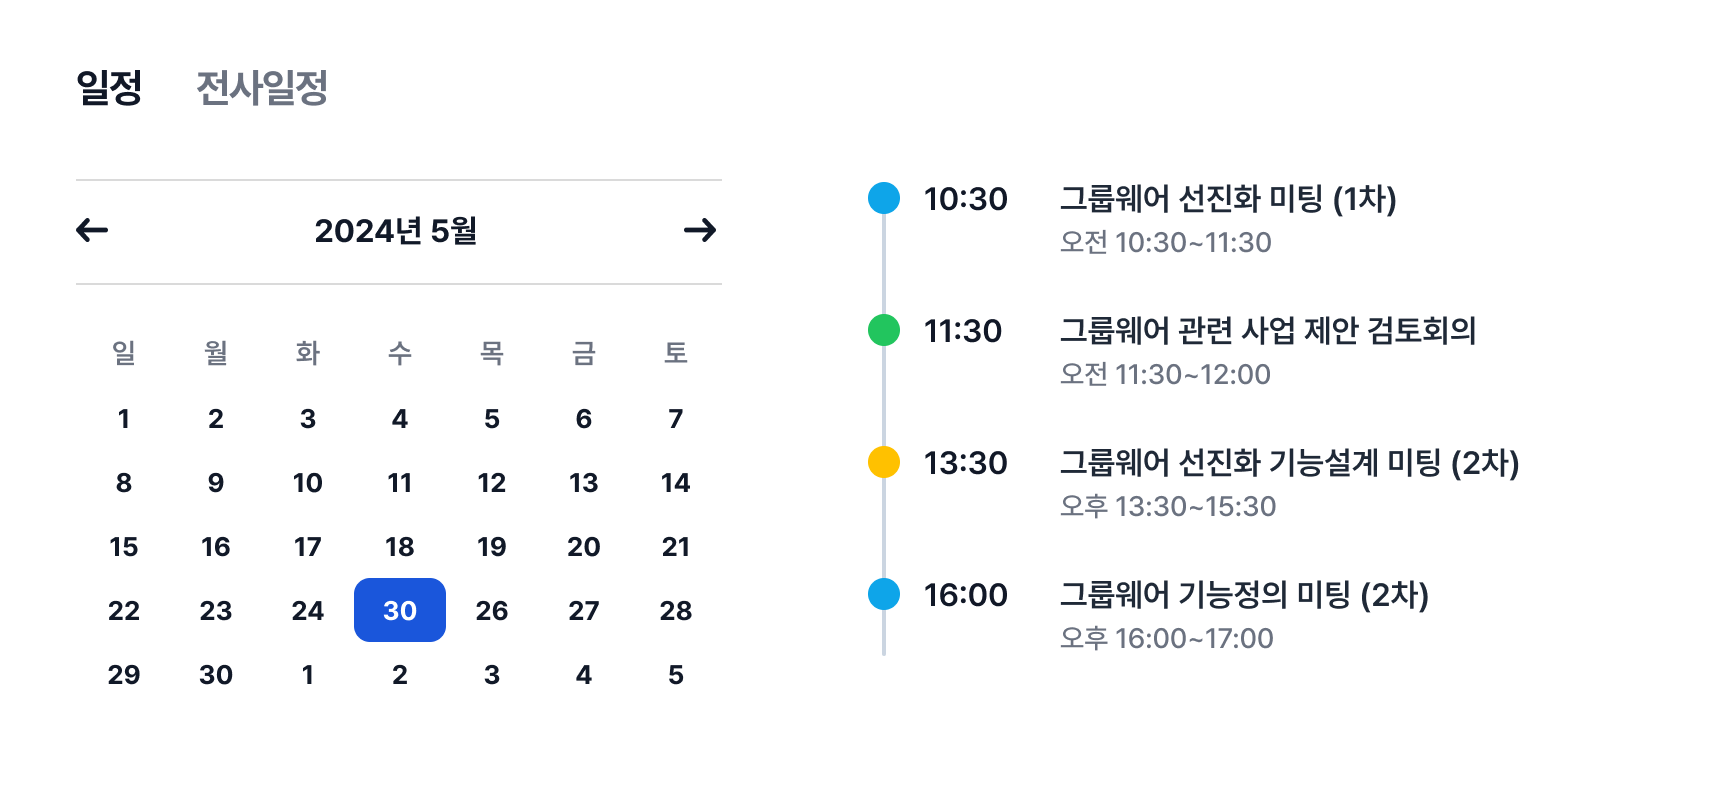 일정 전사일정
2024년 5월
일 월 화 수 목 금 토
1 2 3 4 5 6 7
8 9 10 11 12 13 14
15 16 17 18 19 20 21
22 23 24 30 26 27 28
29 30 1 2 3 4 5
10:30 그룹웨어 선진화 미팅 (1차)
오전 10:30~11:30
11:30 그룹웨어 관련 사업 제안 검토회의
오전 11:30~12:00
13:30 그룹웨어 선진화 기능설계 미팅 (2차)
오후 13:30~15:30
16:00 그룹웨어 기능정의 미팅 (2차)
오후 16:00~17:00